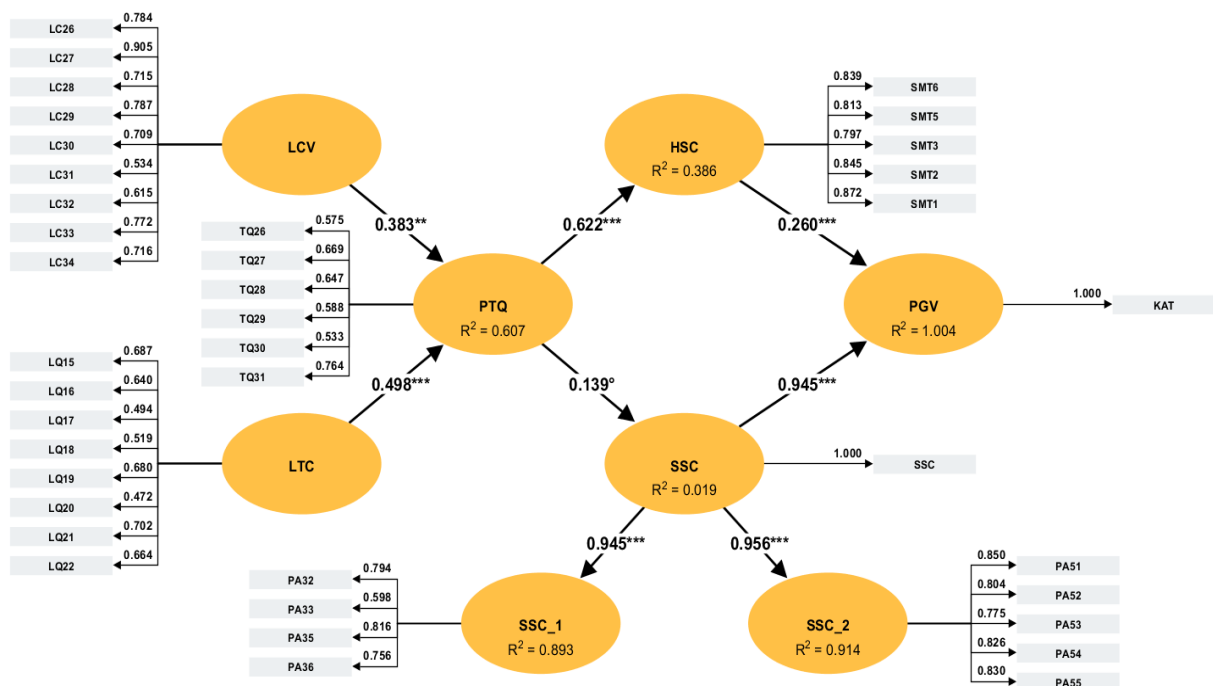 LC26 0.784
LC27 0.905
LC28 0.715
LC29 0.787
LC30 0.709
LC31 0.534
LC32 0.615
LC33 0.772
LC34 0.716
LCV
0.383**
TQ26 0.575
TQ27 0.669
TQ28 0.647
TQ29 0.588
TQ30 0.533
TQ31 0.764
PTQ
R² = 0.607
LQ15 0.687
LQ16 0.640
LQ17 0.494
LQ18 0.519
LQ19 0.680
LQ20 0.472
LQ21 0.702
LQ22 0.664
LTC
0.498***
0.622***
HSC
R² = 0.386
0.839 SMT6
0.813 SMT5
0.797 SMT3
0.845 SMT2
0.872 SMT1
0.260***
PGV
R² = 1.004
1.000 KAT
0.139°
0.945***
SSC
R² = 0.019
1.000 SSC
0.945*** 0.956***
PA32 0.794
PA33 0.598
PA35 0.816
PA36 0.756
SSC_1
R² = 0.893
SSC_2
R² = 0.914
0.850 PA51
0.804 PA52
0.775 PA53
0.826 PA54
0.830 PA55